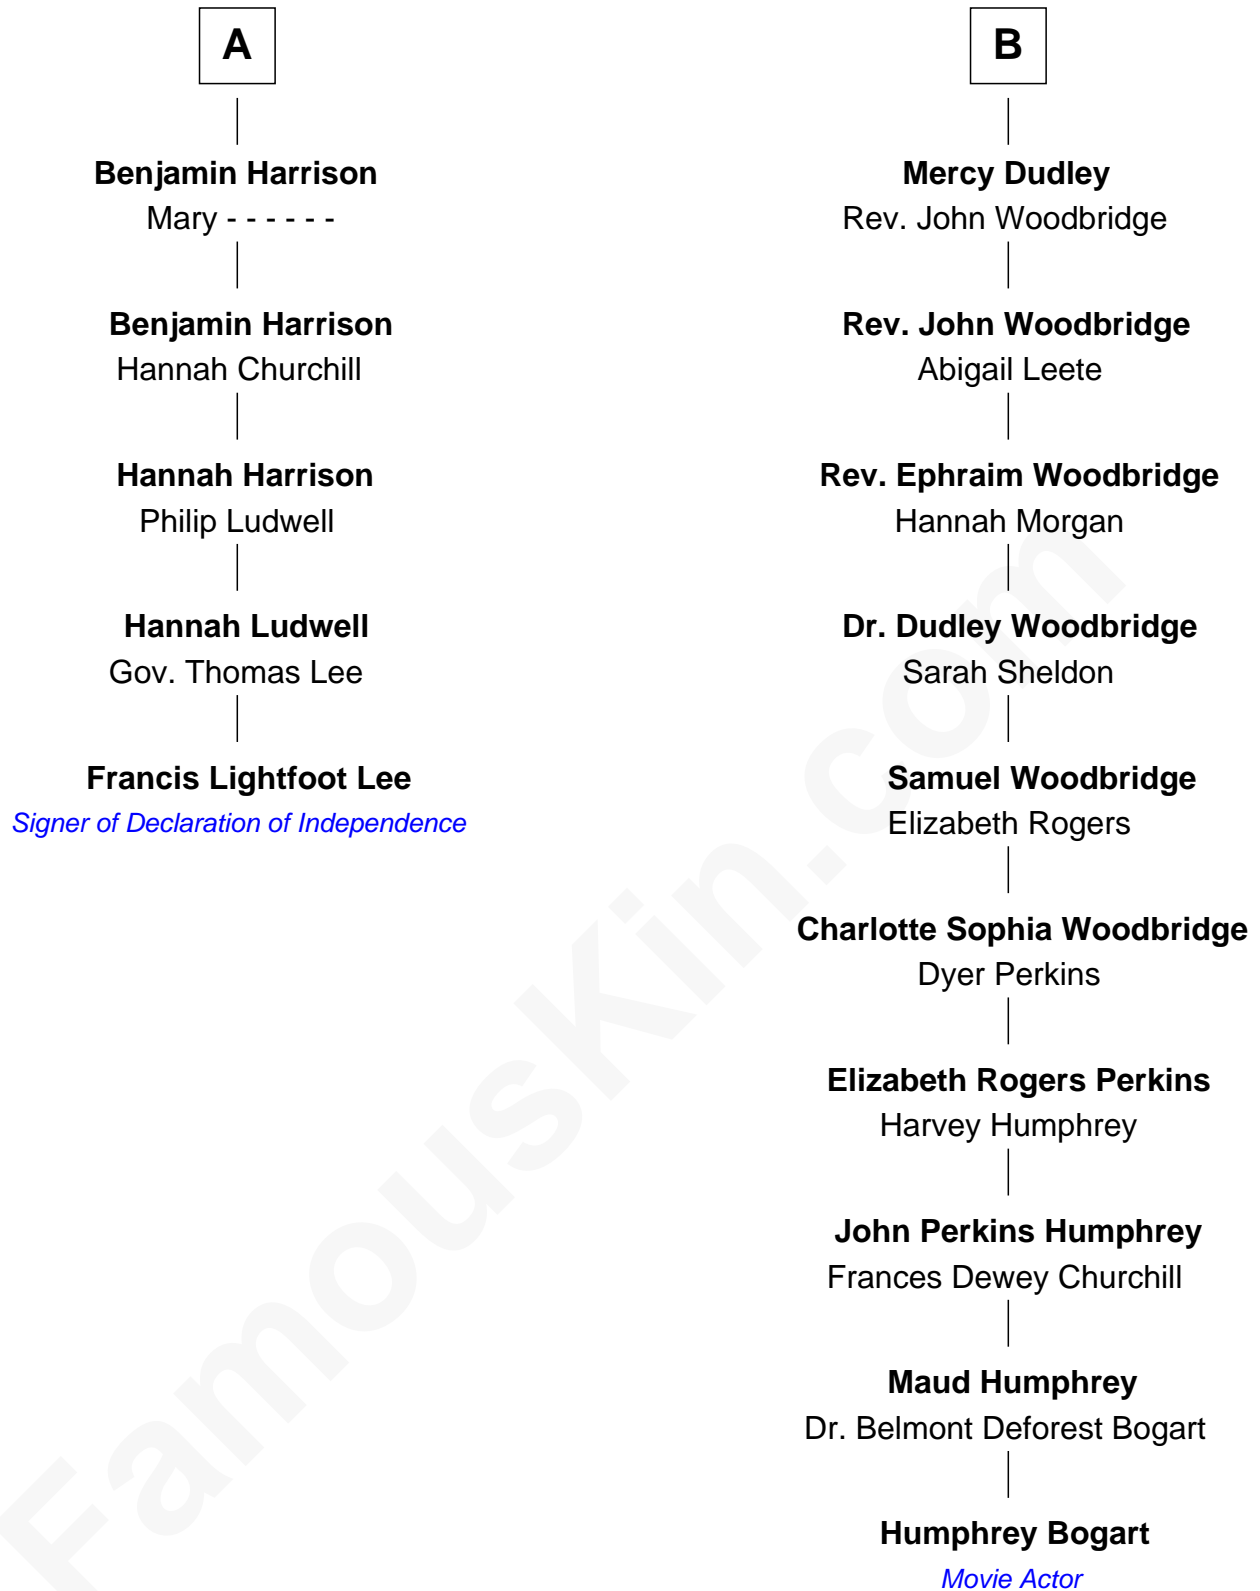 A
Benjamin Harrison
Mary - - - - - -
Benjamin Harrison
Hannah Churchill
Hannah Harrison
Philip Ludwell
Hannah Ludwell
Gov. Thomas Lee
Francis Lightfoot Lee
Signer of Declaration of Independence
B
Mercy Dudley
Rev. John Woodbridge
Rev. John Woodbridge
Abigail Leete
Rev. Ephraim Woodbridge
Hannah Morgan
Dr. Dudley Woodbridge
Sarah Sheldon
Samuel Woodbridge
Elizabeth Rogers
Charlotte Sophia Woodbridge
Dyer Perkins
Elizabeth Rogers Perkins
Harvey Humphrey
John Perkins Humphrey
Frances Dewey Churchill
Maud Humphrey
Dr. Belmont Deforest Bogart
Humphrey Bogart
Movie Actor
FamousKin.com